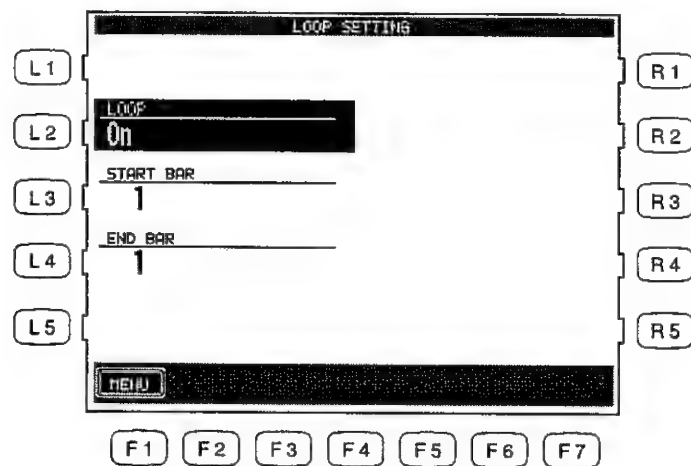 LOOP SETTING
L1
R1
LOOP
L2
On
R2
START BAR
L3
1
R3
END BAR
L4
1
R4
L5
R5
MENU
F1 F2 F3 F4 F5 F6 F7